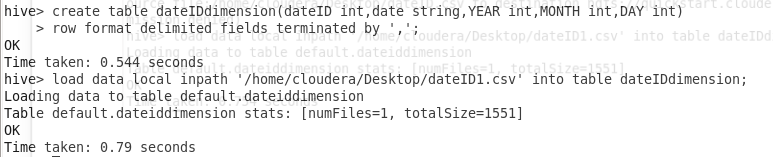 hive> create table dateIDdimension(dateID int,date string,YEAR int,MONTH int,DAY int)
    > row format delimited fields terminated by ',';
OK
Time taken: 0.544 seconds
hive> load data local inpath '/home/cloudera/Desktop/dateID1.csv' into table dateIDdimension;
Loading data to table default.dateiddimension
Table default.dateiddimension stats: [numFiles=1, totalSize=1551]
OK
Time taken: 0.79 seconds